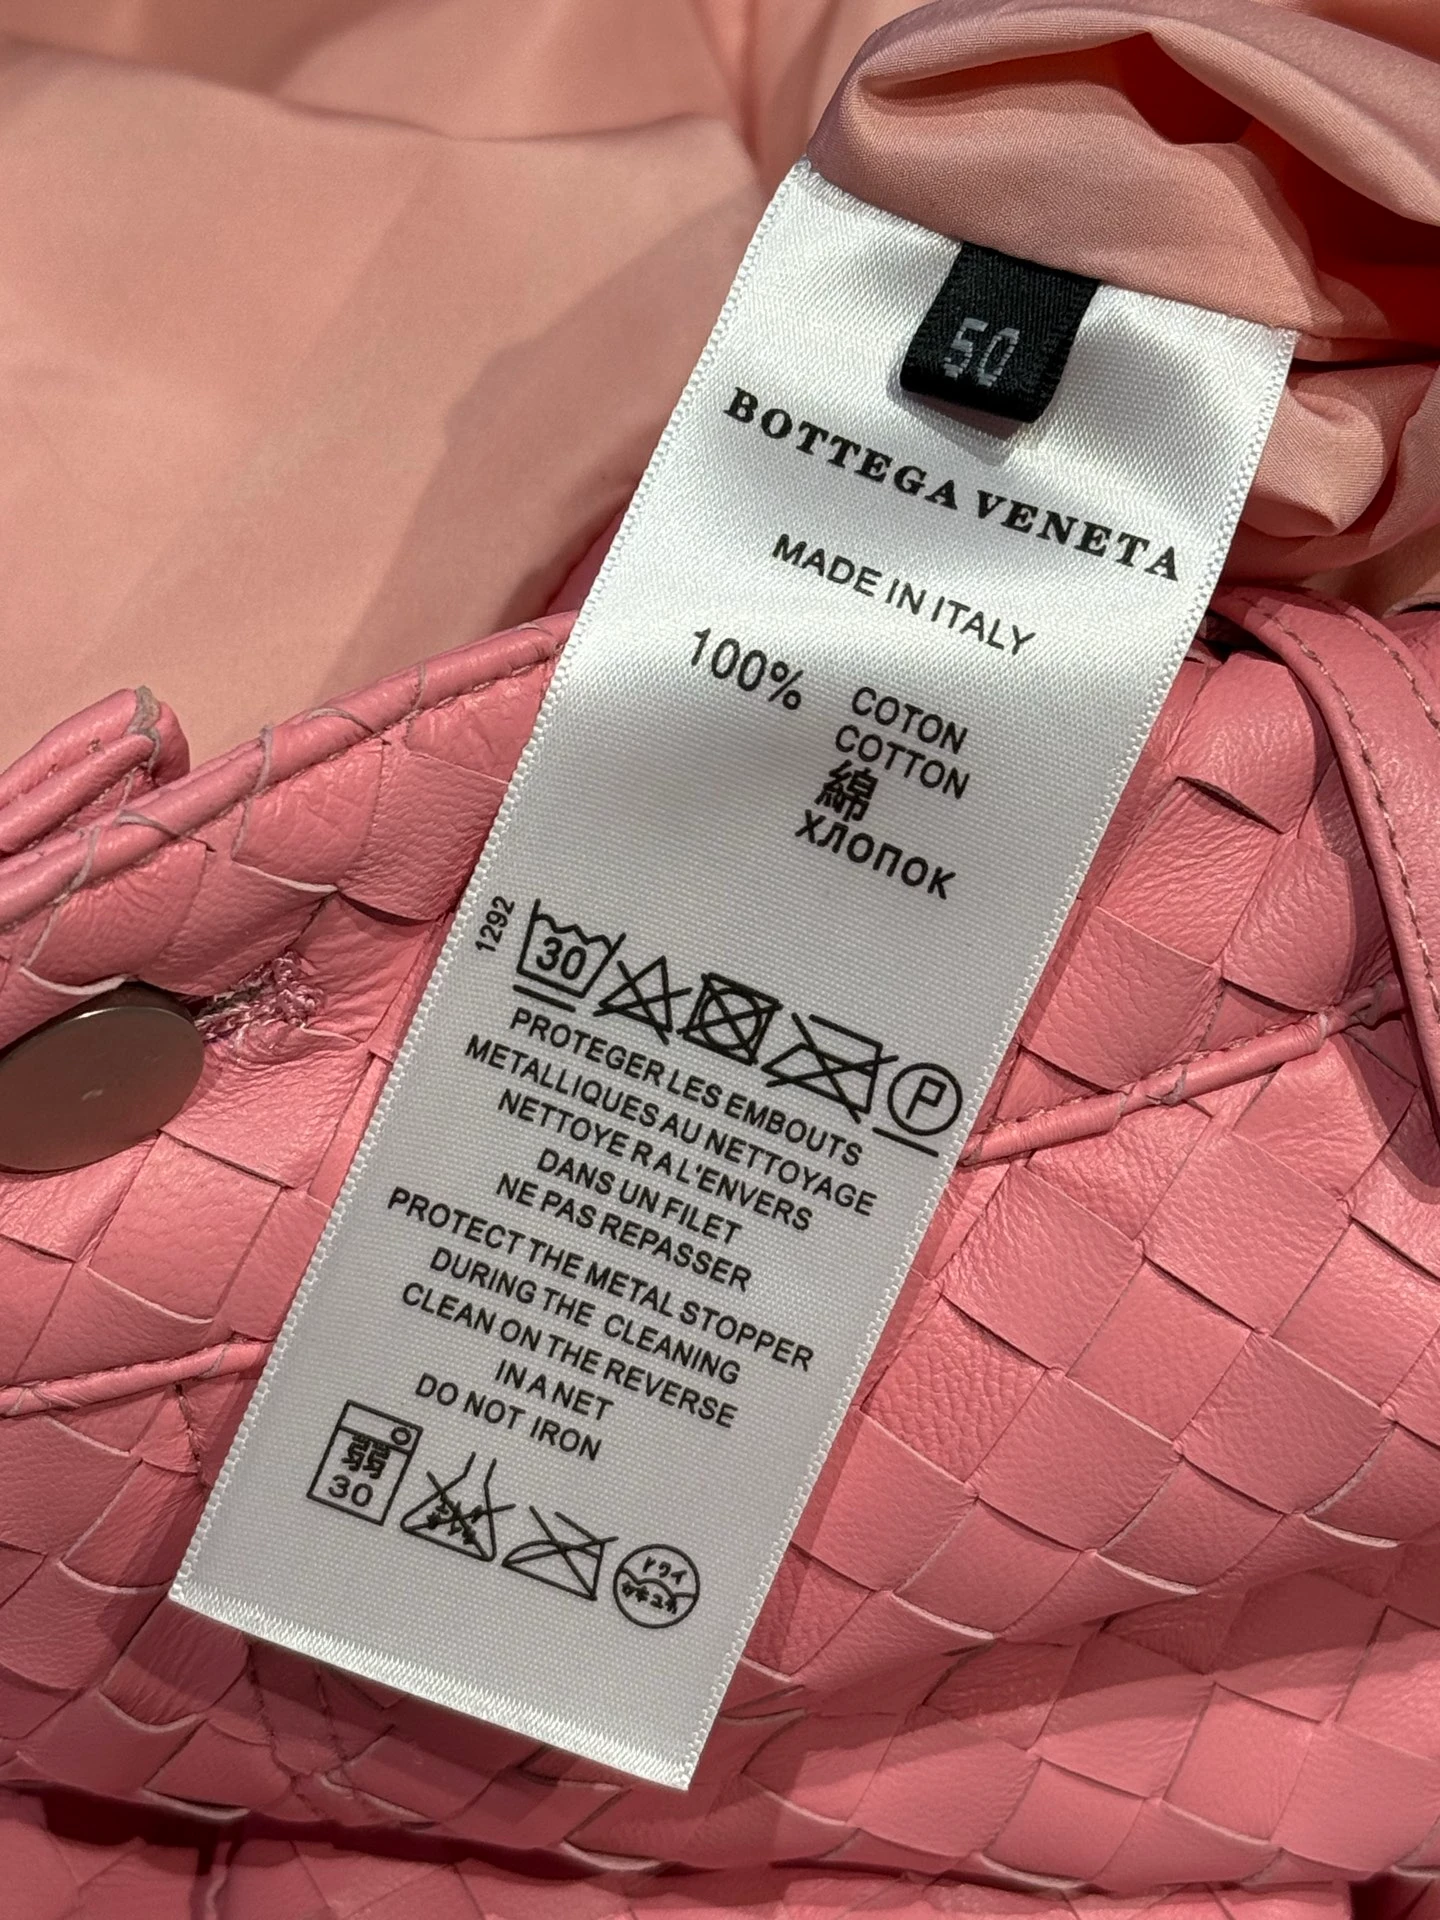 50
BOTTEGA VENETA
MADE IN ITALY
100% COTON
COTTON
綿
ХЛОПОК
1292
30 P
PROTEGER LES EMBOUTS
METALLIQUES AU NETTOYAGE
NETTOYE R A L'ENVERS
DANS UN FILET
NE PAS REPASSER
PROTECT THE METAL STOPPER
DURING THE CLEANING
CLEAN ON THE REVERSE
IN A NET
DO NOT IRON
弱
30